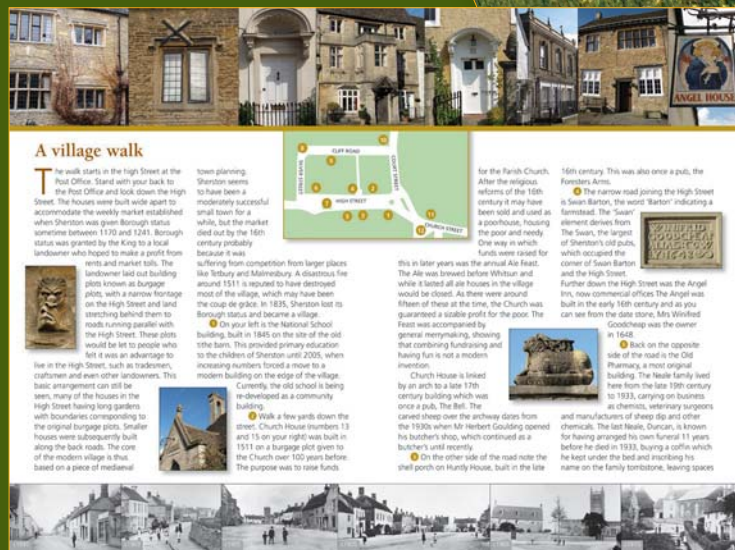 ANGEL HOUSE
A village walk
The walk starts in the high Street at the
Post Office. Stand with your back to
the Post Office and look down the High
Street. The houses were built wide apart to
accommodate the weekly market established
when Sherston was given Borough status
sometime between 1170 and 1241. Borough
status was granted by the King to a local
landowner who hoped to make a profit from
rents and market tolls. The
landowner laid out building
plots known as burgage
plots, with a narrow frontage
on the High Street and land
stretching behind them to
roads running parallel with
the High Street. These plots
would be let to people who
felt it was an advantage to
live in the High Street, such as tradesmen,
craftsmen and even other landowners. This
basic arrangement can still be
seen, many of the houses in the
High Street having long gardens
with boundaries corresponding to
the original burgage plots. Smaller
houses were subsequently built
along the back roads. The core
of the modern village is thus
based on a piece of mediaeval
town planning.
Sherston seems
to have been a
moderately successful
small town for a
while, but the market
died out by the 16th
century probably
because it was
suffering from competition from larger places
like Tetbury and Malmesbury. A disastrous fire
around 1511 is reputed to have destroyed
most of the village, which may have been
the coup de grâce. In 1835, Sherston lost its
Borough status and became a village.
1 On your left is the National School
building, built in 1845 on the site of the old
tithe barn. This provided primary education
to the children of Sherston until 2005, when
increasing numbers forced a move to a
modern building on the edge of the village.
Currently, the old school is being
re-developed as a community
building.
2 Walk a few yards down the
street. Church House (numbers 13
and 15 on your right) was built in
1511 on a burgage plot given to
the Church over 100 years before.
The purpose was to raise funds
CLIFF ROAD
SILVER STREET
COURT STREET
HIGH STREET
CHURCH STREET
for the Parish Church.
After the religious
reforms of the 16th
century it may have
been sold and used as
a poorhouse, housing
the poor and needy.
One way in which
funds were raised for
this in later years was the annual Ale Feast.
The Ale was brewed before Whitsun and
while it lasted all ale houses in the village
would be closed. As there were around
fifteen of these at the time, the Church was
guaranteed a sizable profit for the poor. The
Feast was accompanied by
general merrymaking, showing
that combining fundraising and
having fun is not a modern
invention.
Church House is linked
by an arch to a late 17th
century building which was
once a pub, The Bell. The
carved sheep over the archway dates from
the 1930s when Mr Herbert Goulding opened
his butcher's shop, which continued as a
butcher's until recently.
3 On the other side of the road note the
shell porch on Huntly House, built in the late
16th century. This was also once a pub, the
Foresters Arms.
4 The narrow road joining the High Street
is Swan Barton, the word 'Barton' indicating a
farmstead. The 'Swan'
element derives from
The Swan, the largest
of Sherston's old pubs,
which occupied the
corner of Swan Barton
and the High Street.
Further down the High Street was the Angel
Inn, now commercial offices The Angel was
built in the early 16th century and as you
can see from the date stone, Mrs Winifred
Goodcheap was the owner
in 1648.
5 Back on the opposite
side of the road is the Old
Pharmacy, a most original
building. The Neale family lived
here from the late 19th century
to 1933, carrying on business
as chemists, veterinary surgeons
and manufacturers of sheep dip and other
chemicals. The last Neale, Duncan, is known
for having arranged his own funeral 11 years
before he died in 1933, buying a coffin which
he kept under the bed and inscribing his
name on the family tombstone, leaving spaces